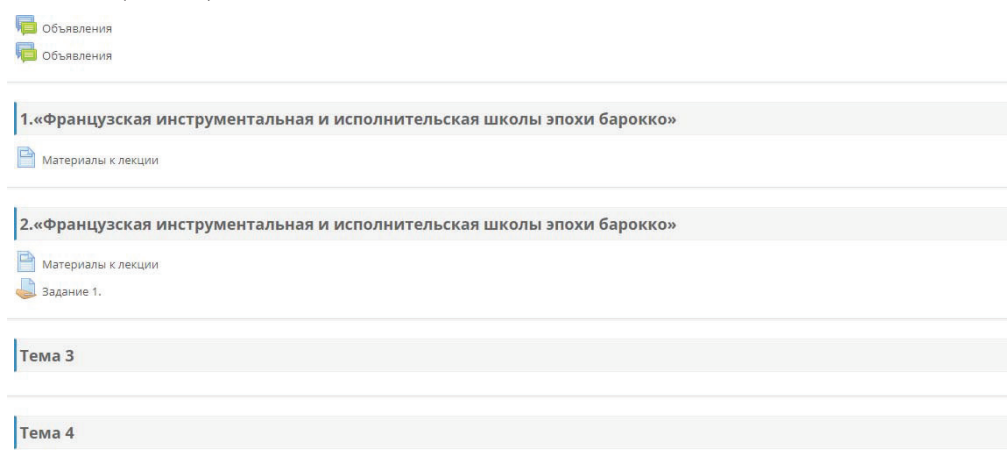 Объявления
Объявления
1.«Французская инструментальная и исполнительская школы эпохи барокко»
Материалы к лекции
2.«Французская инструментальная и исполнительская школы эпохи барокко»
Материалы к лекции
Задание 1.
Тема 3
Тема 4